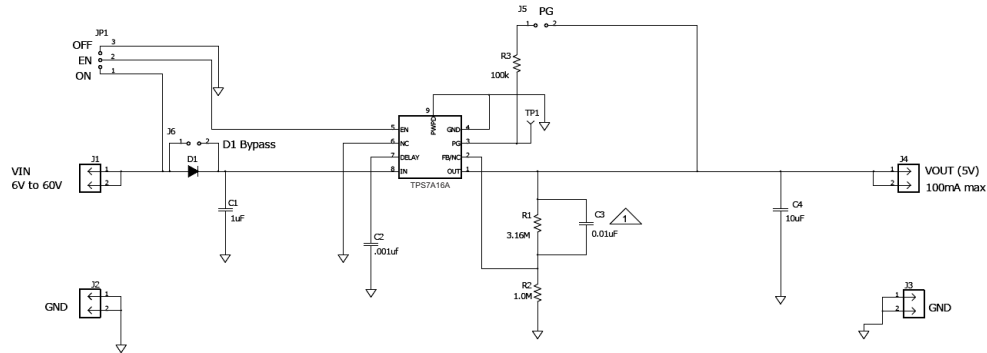 J5 PG
1 2
JP1
OFF 3
EN 2
ON 1
R3
100k
TP1
9
PWPD
5 EN
6 NC
7 DELAY
8 IN
GND 4
PG 3
FB/NC 2
OUT 1
TPS7A16A
J6
1 2 D1 Bypass
D1
VIN
6V to 60V
J1
1
2
J4
1
2
VOUT (5V)
100mA max
C1
1uF
C2
.001uf
R1
3.16M
C3
0.01uF
1
C4
10uF
R2
1.0M
J2
GND
1
2
J3
1
2
GND